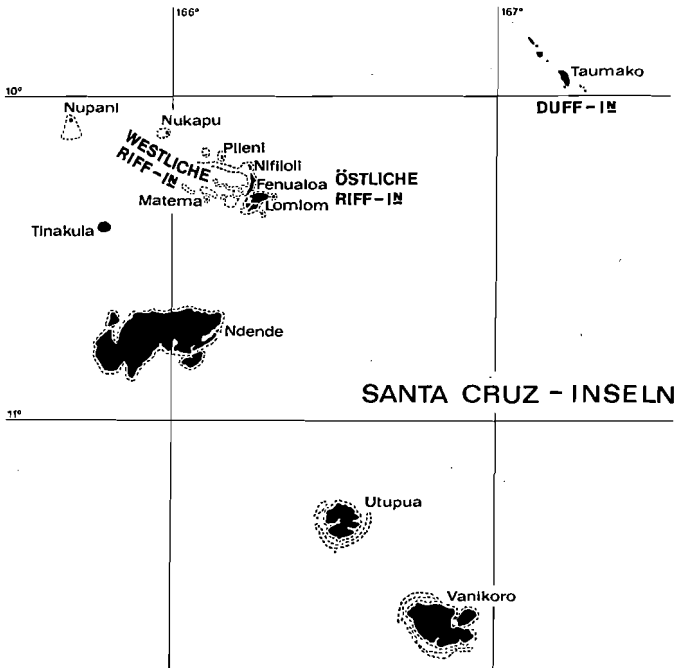 166°
167°
Taumako
10°
DUFF-IN
Nupani
Nukapu
Pileni
WESTLICHE
RIFF-IN
Nifiloli
Fenualoa
ÖSTLICHE
RIFF-IN
Matema
Lomlom
Tinakula
Ndende
SANTA CRUZ - INSELN
11°
Utupua
Vanikoro